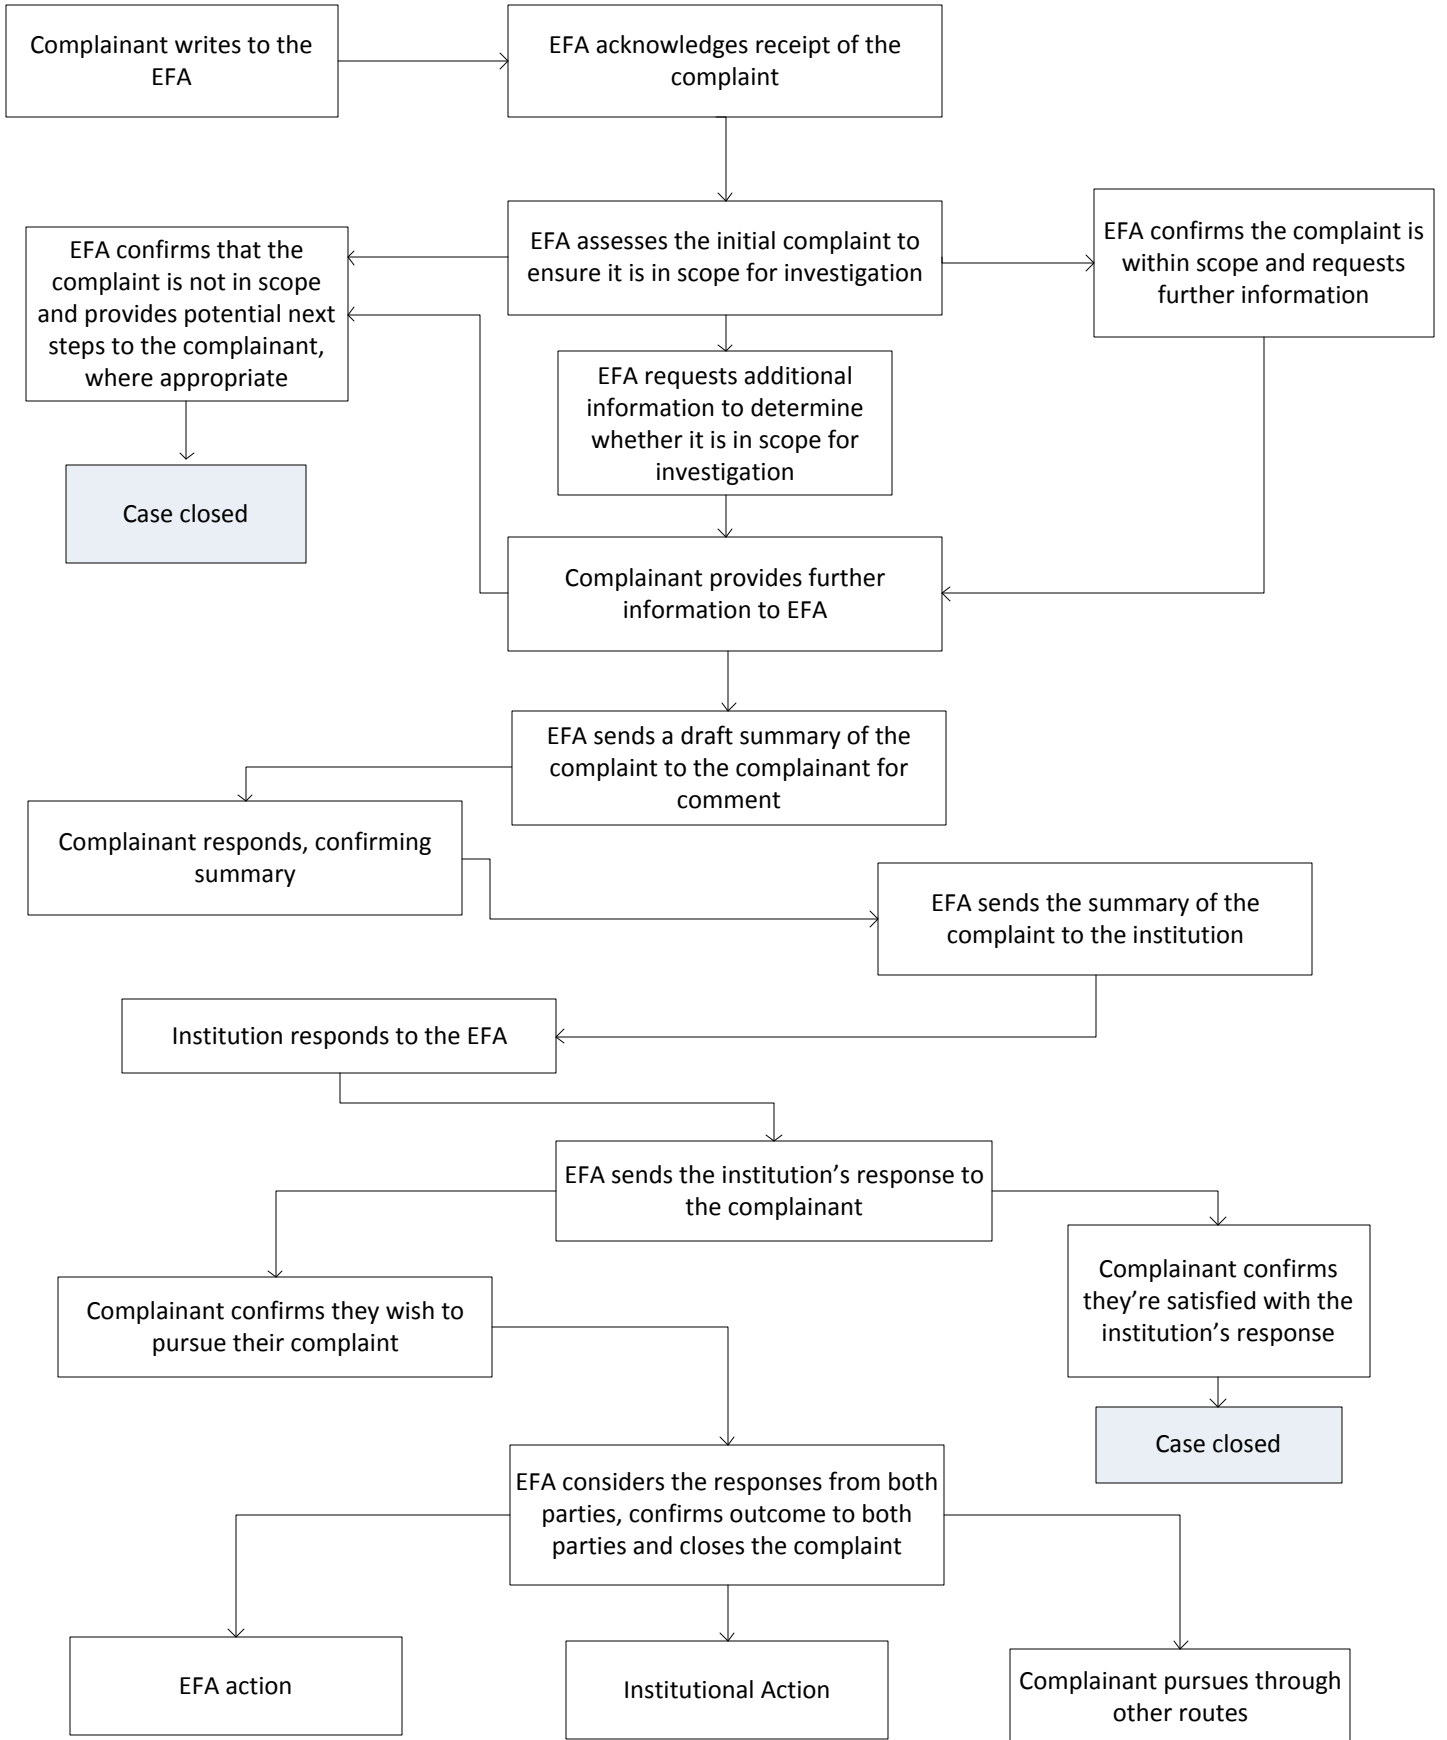 Complainant writes to the
EFA
EFA acknowledges receipt of the
complaint
EFA assesses the initial complaint to
ensure it is in scope for investigation
EFA confirms the complaint is
within scope and requests
further information
EFA confirms that the
complaint is not in scope
and provides potential next
steps to the complainant,
where appropriate
EFA requests additional
information to determine
whether it is in scope for
investigation
Case closed
Complainant provides further
information to EFA
EFA sends a draft summary of the
complaint to the complainant for
comment
Complainant responds, confirming
summary
EFA sends the summary of the
complaint to the institution
Institution responds to the EFA
EFA sends the institution’s response to
the complainant
Complainant confirms they wish to
pursue their complaint
Complainant confirms
they’re satisfied with the
institution’s response
Case closed
EFA considers the responses from both
parties, confirms outcome to both
parties and closes the complaint
EFA action
Institutional Action
Complainant pursues through
other routes